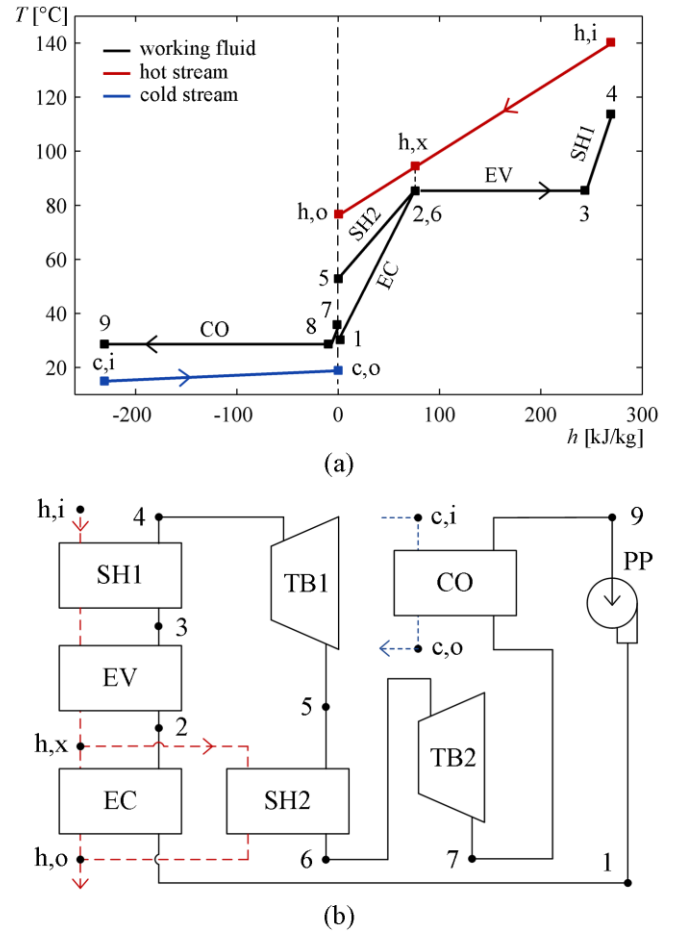 T [°C]
140
120
100
80
60
40
20
working fluid
hot stream
cold stream
h,i
4
SH1
h,x
EV
h,o
SH2
2,6
3
5
EC
7
9
CO
8
1
c,i
c,o
-200
-100
0
100
200
300
h [kJ/kg]
(a)
h,i
4
c,i
9
SH1
TB1
CO
PP
3
EV
c,o
2
5
h,x
TB2
EC
SH2
h,o
6
7
1
(b)